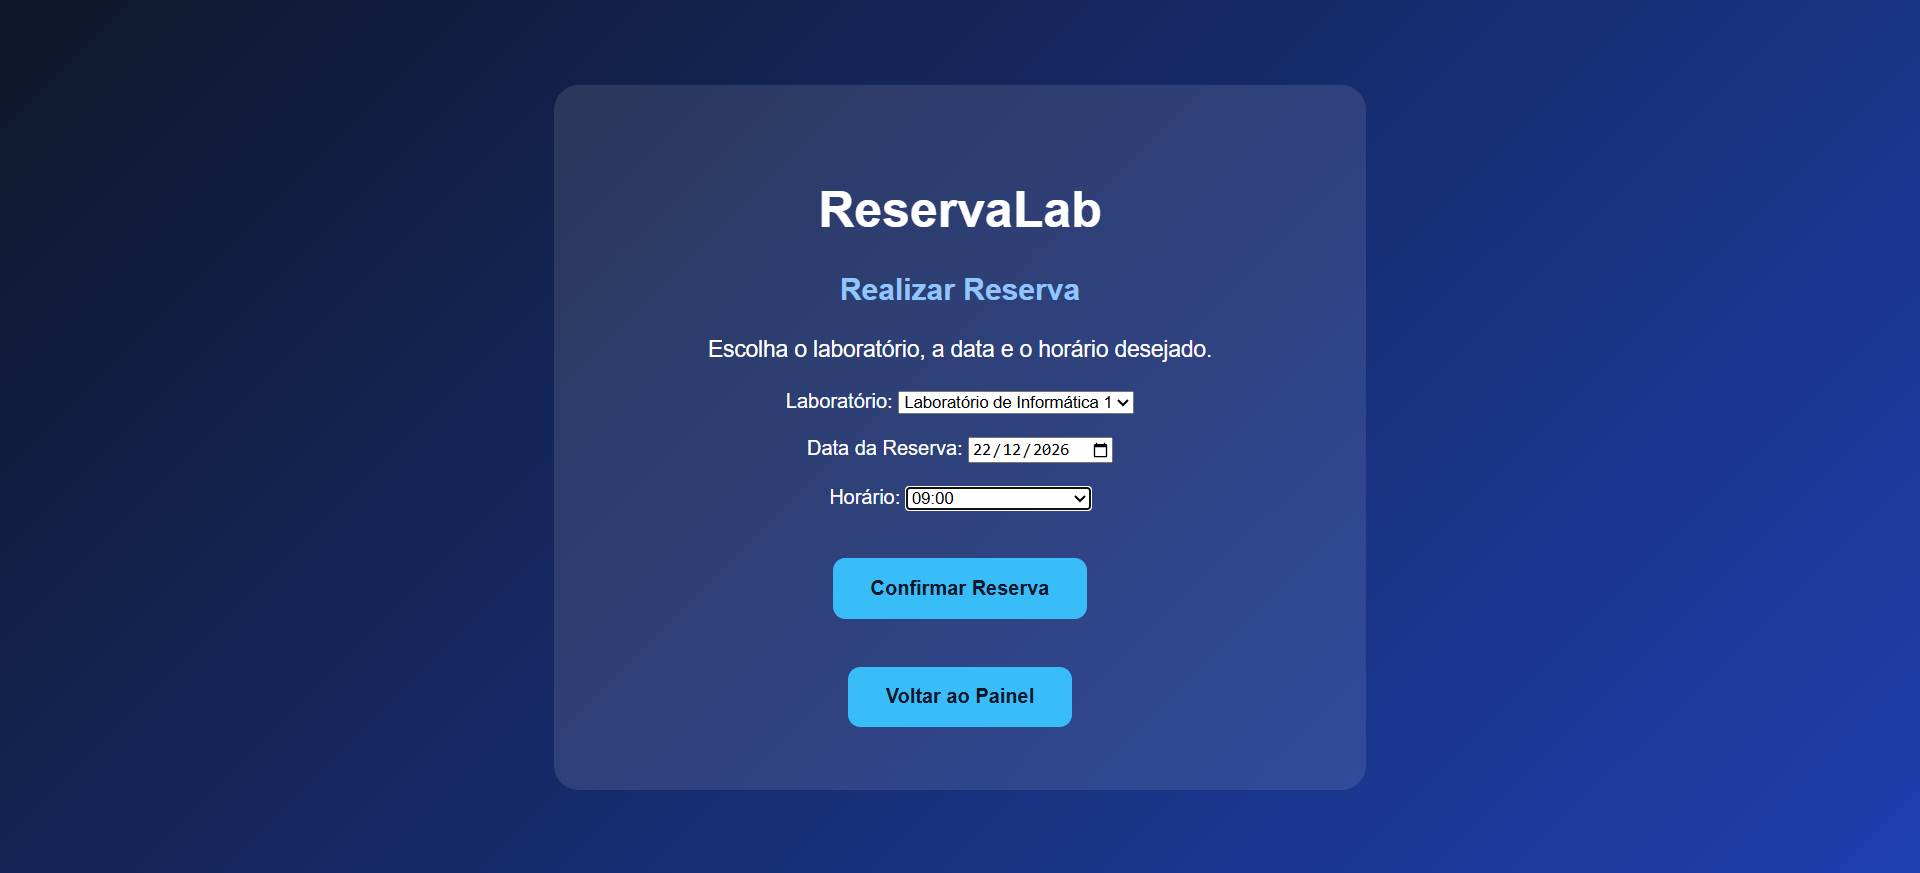 ReservaLab
Realizar Reserva
Escolha o laboratório, a data e o horário desejado.
Laboratório: Laboratório de Informática 1
Data da Reserva: 22/12/2026
Horário: 09:00
Confirmar Reserva
Voltar ao Painel